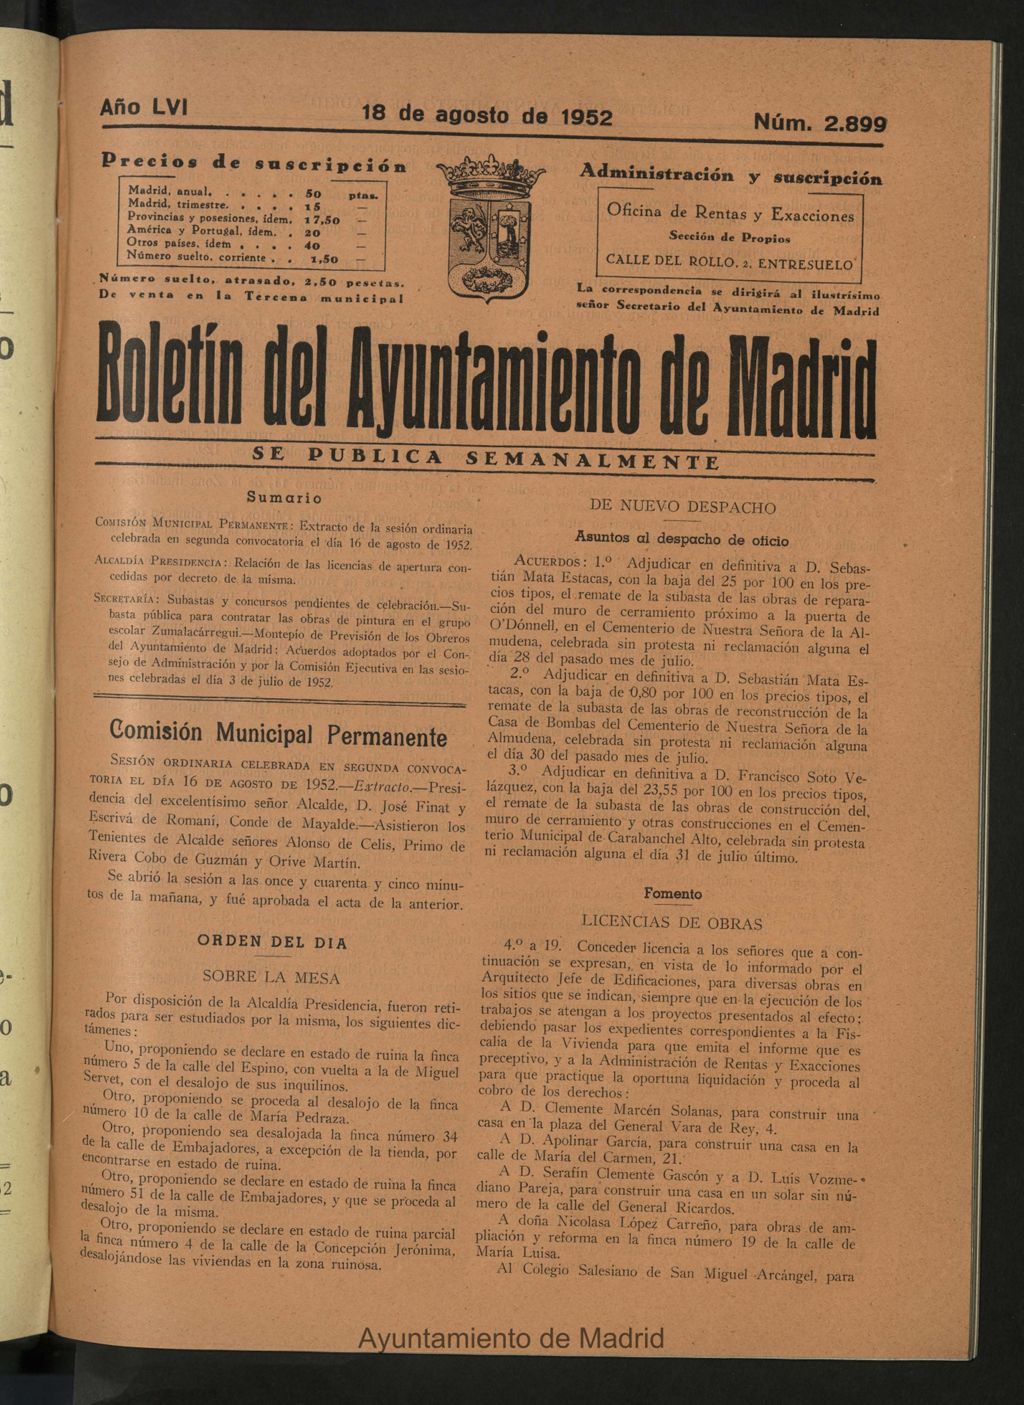 Año LVI
18 de agosto de 1952
Núm. 2.899
Precios de suscripción
Madrid, anual. . . . . . 50 ptas.
Madrid, trimestre. . . . . 15 —
Provincias y posesiones, ídem. 17,50 —
América y Portugal, ídem. . 20 —
Otros países, ídem . . . . 40 —
Número suelto, corriente . . 1,50 —
Número suelto, atrasado, 2,50 pesetas.
De venta en la Tercena municipal
Administración y suscripción
Oficina de Rentas y Exacciones
Sección de Propios
CALLE DEL ROLLO, 2, ENTRESUELO
La correspondencia se dirigirá al ilustrísimo
señor Secretario del Ayuntamiento de Madrid
Boletín del Ayuntamiento de Madrid
SE PUBLICA SEMANALMENTE
Sumario
COMISIÓN MUNICIPAL PERMANENTE: Extracto de la sesión ordinaria
celebrada en segunda convocatoria el día 16 de agosto de 1952.
ALCALDÍA PRESIDENCIA: Relación de las licencias de apertura con-
cedidas por decreto de la misma.
SECRETARÍA: Subastas y concursos pendientes de celebración.—Su-
basta pública para contratar las obras de pintura en el grupo
escolar Zumalacárregui.—Montepío de Previsión de los Obreros
del Ayuntamiento de Madrid: Acuerdos adoptados por el Con-
sejo de Administración y por la Comisión Ejecutiva en las sesio-
nes celebradas el día 3 de julio de 1952.
Comisión Municipal Permanente
SESIÓN ORDINARIA CELEBRADA EN SEGUNDA CONVOCA-
TORIA EL DÍA 16 DE AGOSTO DE 1952.—Extracto.—Presi-
dencia del excelentísimo señor Alcalde, D. José Finat y
Escrivá de Romaní, Conde de Mayalde.—Asistieron los
Tenientes de Alcalde señores Alonso de Celis, Primo de
Rivera Cobo de Guzmán y Orive Martín.
Se abrió la sesión a las once y cuarenta y cinco minu-
tos de la mañana, y fué aprobada el acta de la anterior.
ORDEN DEL DIA
SOBRE LA MESA
Por disposición de la Alcaldía Presidencia, fueron reti-
rados para ser estudiados por la misma, los siguientes dic-
támenes:
Uno, proponiendo se declare en estado de ruina la finca
número 5 de la calle del Espino, con vuelta a la de Miguel
Servet, con el desalojo de sus inquilinos.
Otro, proponiendo se proceda al desalojo de la finca
número 10 de la calle de María Pedraza.
Otro, proponiendo sea desalojada la finca número 34
de la calle de Embajadores, a excepción de la tienda, por
encontrarse en estado de ruina.
Otro, proponiendo se declare en estado de ruina la finca
número 51 de la calle de Embajadores, y que se proceda al
desalojo de la misma.
Otro, proponiendo se declare en estado de ruina parcial
la finca número 4 de la calle de la Concepción Jerónima,
desalojándose las viviendas en la zona ruinosa.
DE NUEVO DESPACHO
Asuntos al despacho de oficio
ACUERDOS: 1.º Adjudicar en definitiva a D. Sebas-
tián Mata Estacas, con la baja del 25 por 100 en los pre-
cios tipos, el remate de la subasta de las obras de repara-
ción del muro de cerramiento próximo a la puerta de
O'Dónnell, en el Cementerio de Nuestra Señora de la Al-
mudena, celebrada sin protesta ni reclamación alguna el
día 28 del pasado mes de julio.
2.º Adjudicar en definitiva a D. Sebastián Mata Es-
tacas, con la baja de 0,80 por 100 en los precios tipos, el
remate de la subasta de las obras de reconstrucción de la
Casa de Bombas del Cementerio de Nuestra Señora de la
Almudena, celebrada sin protesta ni reclamación alguna
el día 30 del pasado mes de julio.
3.º Adjudicar en definitiva a D. Francisco Soto Ve-
lázquez, con la baja del 23,55 por 100 en los precios tipos,
el remate de la subasta de las obras de construcción del
muro de cerramiento y otras construcciones en el Cemen-
terio Municipal de Carabanchel Alto, celebrada sin protesta
ni reclamación alguna el día 31 de julio último.
Fomento
LICENCIAS DE OBRAS
4.º a 19. Conceder licencia a los señores que a con-
tinuación se expresan, en vista de lo informado por el
Arquitecto Jefe de Edificaciones, para diversas obras en
los sitios que se indican, siempre que en la ejecución de los
trabajos se atengan a los proyectos presentados al efecto;
debiendo pasar los expedientes correspondientes a la Fis-
calía de la Vivienda para que emita el informe que es
preceptivo, y a la Administración de Rentas y Exacciones
para que practique la oportuna liquidación y proceda al
cobro de los derechos:
A D. Clemente Marcén Solanas, para construir una
casa en la plaza del General Vara de Rey, 4.
A D. Apolinar García, para construir una casa en la
calle de María del Carmen, 21.
A D. Serafín Clemente Gascón y a D. Luis Vozme-
diano Pareja, para construir una casa en un solar sin nú-
mero de la calle del General Ricardos.
A doña Nicolasa López Carreño, para obras de am-
pliación y reforma en la finca número 19 de la calle de
María Luisa.
Al Colegio Salesiano de San Miguel Arcángel, para
Ayuntamiento de Madrid